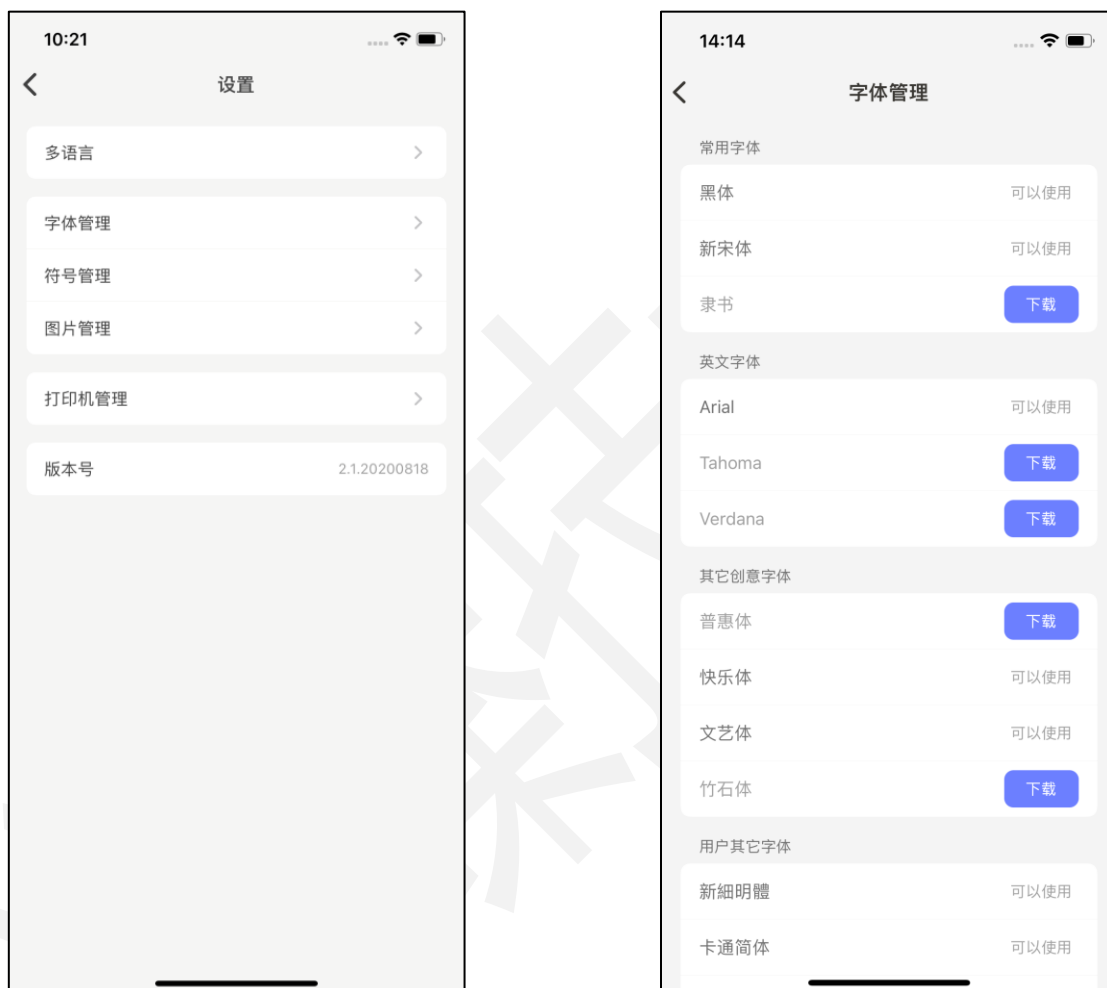 10:21
设置
多语言
字体管理
符号管理
图片管理
打印机管理
版本号 2.1.20200818
14:14
字体管理
常用字体
黑体 可以使用
新宋体 可以使用
隶书 下载
英文字体
Arial 可以使用
Tahoma 下载
Verdana 下载
其它创意字体
普惠体 下载
快乐体 可以使用
文艺体 可以使用
竹石体 下载
用户其它字体
新細明體 可以使用
卡通简体 可以使用